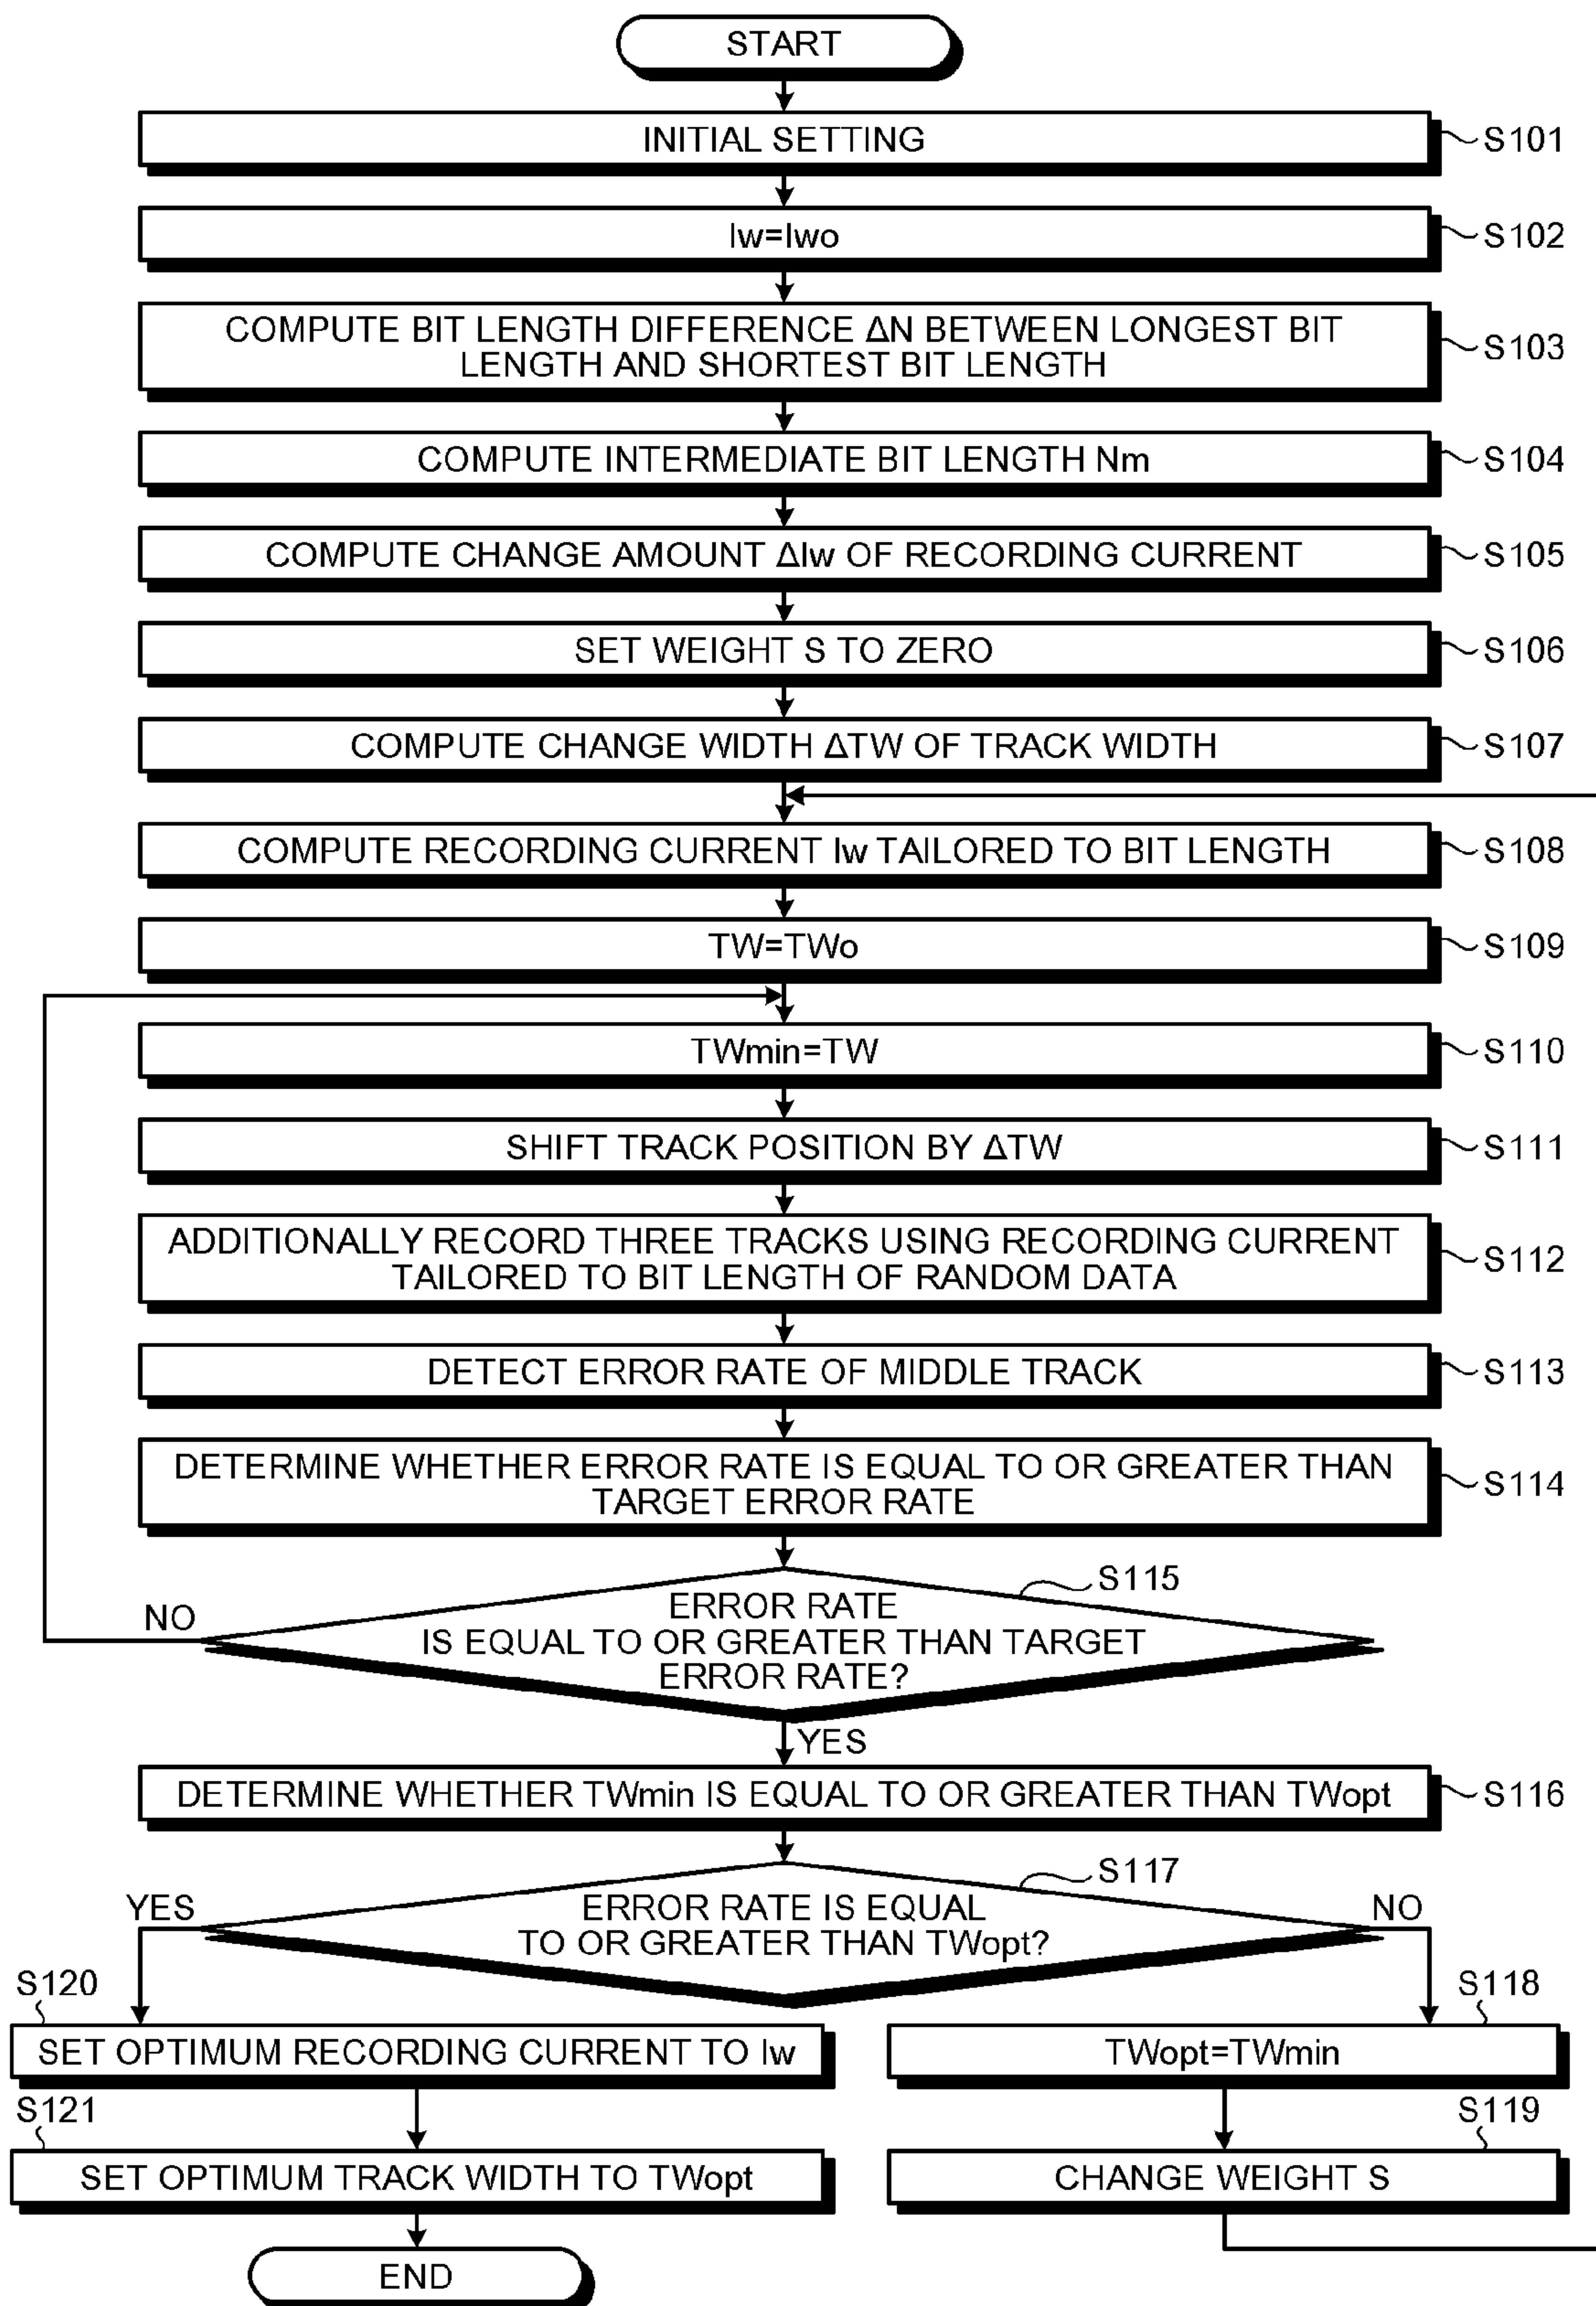 START
INITIAL SETTING
S101
Iw=Iwo
S102
COMPUTE BIT LENGTH DIFFERENCE ΔN BETWEEN LONGEST BIT
LENGTH AND SHORTEST BIT LENGTH
S103
COMPUTE INTERMEDIATE BIT LENGTH Nm
S104
COMPUTE CHANGE AMOUNT ΔIw OF RECORDING CURRENT
S105
SET WEIGHT S TO ZERO
S106
COMPUTE CHANGE WIDTH ΔTW OF TRACK WIDTH
S107
COMPUTE RECORDING CURRENT Iw TAILORED TO BIT LENGTH
S108
TW=TWo
S109
TWmin=TW
S110
SHIFT TRACK POSITION BY ΔTW
S111
ADDITIONALLY RECORD THREE TRACKS USING RECORDING CURRENT
TAILORED TO BIT LENGTH OF RANDOM DATA
S112
DETECT ERROR RATE OF MIDDLE TRACK
S113
DETERMINE WHETHER ERROR RATE IS EQUAL TO OR GREATER THAN
TARGET ERROR RATE
S114
S115
NO
ERROR RATE
IS EQUAL TO OR GREATER THAN TARGET
ERROR RATE?
YES
DETERMINE WHETHER TWmin IS EQUAL TO OR GREATER THAN TWopt
S116
S117
YES
ERROR RATE IS EQUAL
TO OR GREATER THAN TWopt?
NO
S120
SET OPTIMUM RECORDING CURRENT TO Iw
S118
TWopt=TWmin
S121
SET OPTIMUM TRACK WIDTH TO TWopt
S119
CHANGE WEIGHT S
END